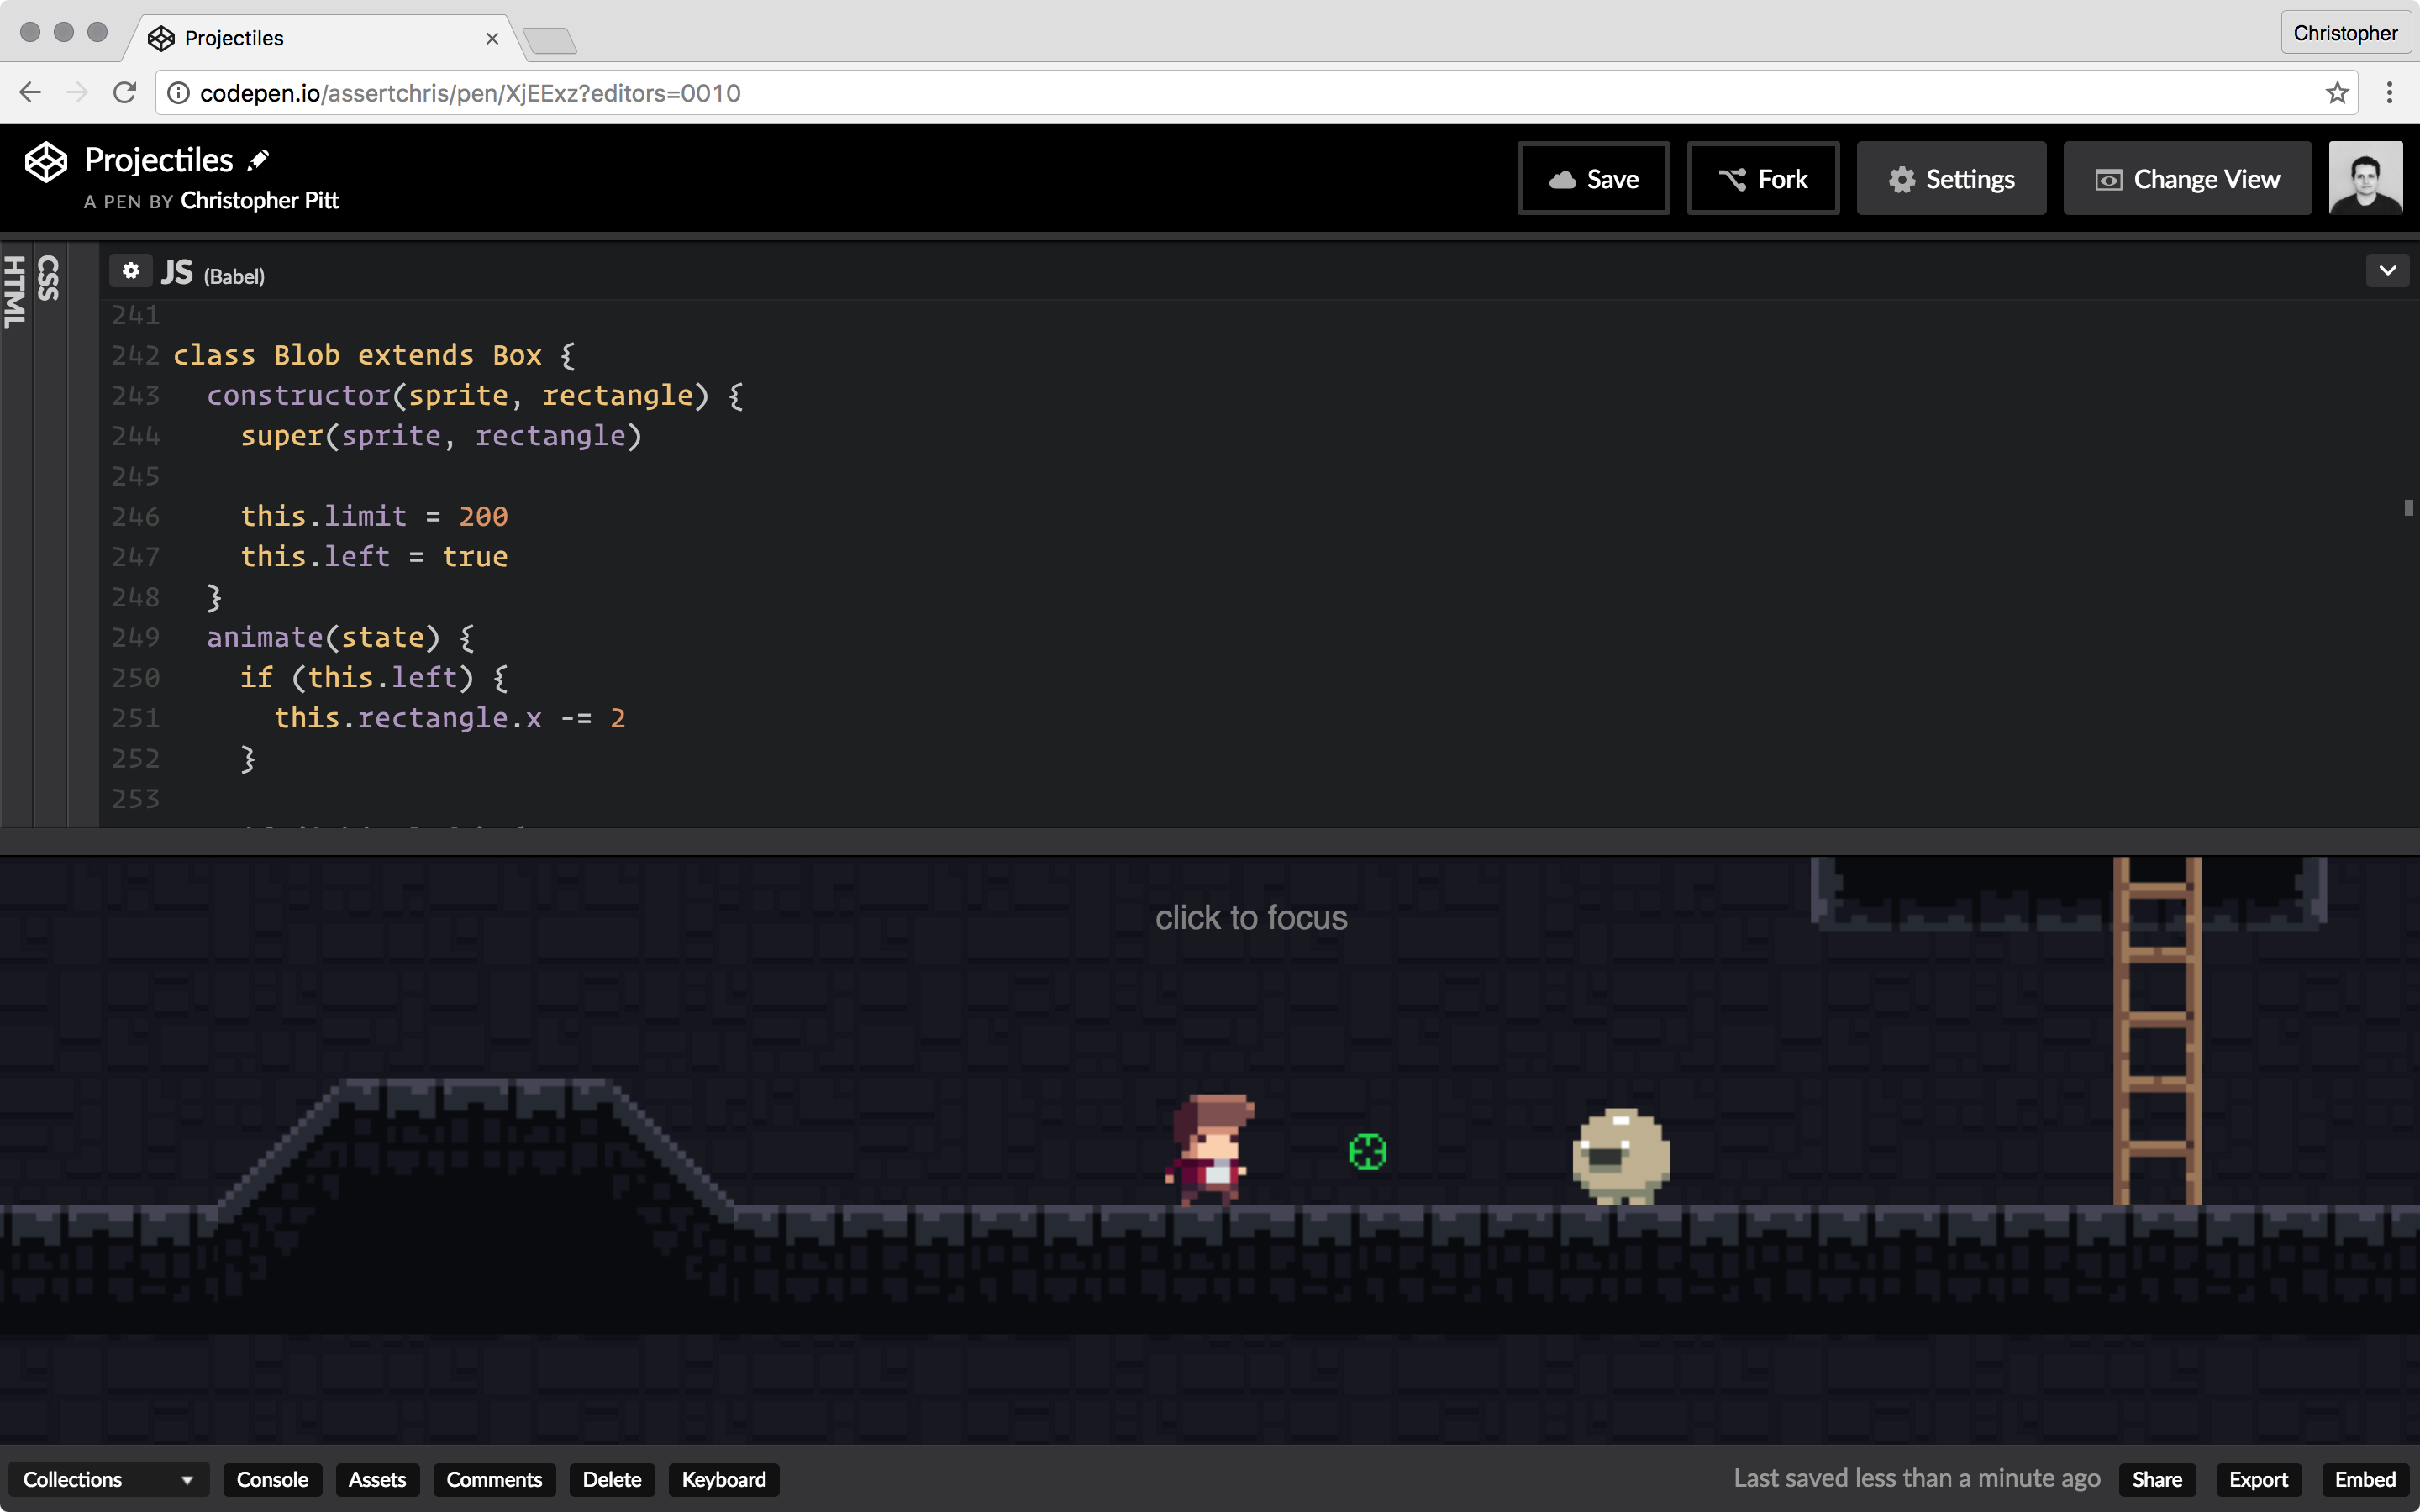 Projectiles
Christopher
codepen.io/assertchris/pen/XjEExz?editors=0010
Projectiles
A PEN BY Christopher Pitt
Save
Fork
Settings
Change View
HTML
CSS
JS (Babel)
241
242 class Blob extends Box {
243 constructor(sprite, rectangle) {
244 super(sprite, rectangle)
245
246 this.limit = 200
247 this.left = true
248 }
249 animate(state) {
250 if (this.left) {
251 this.rectangle.x -= 2
252 }
253
click to focus
Collections
Console
Assets
Comments
Delete
Keyboard
Last saved less than a minute ago
Share
Export
Embed